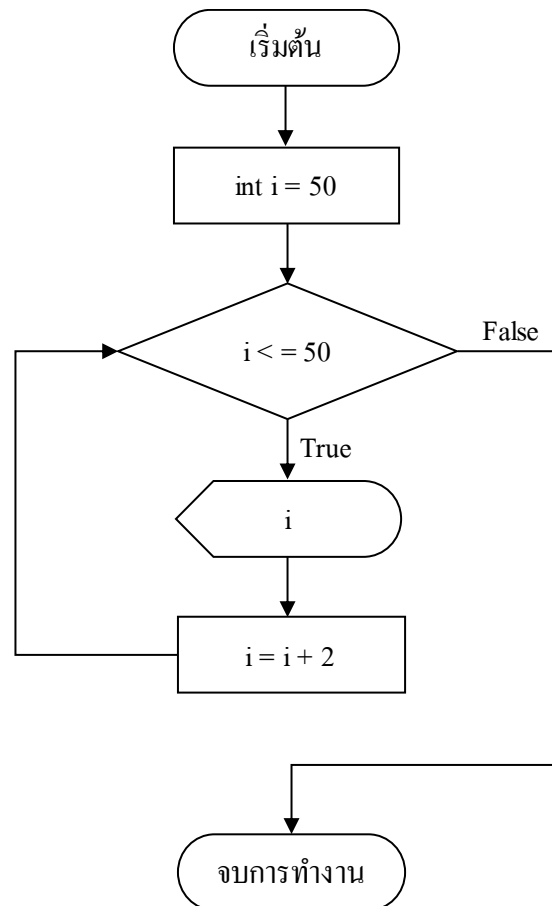 เริ่มต้น
int i = 50
i < = 50
False
True
i
i = i + 2
จบการทำงาน